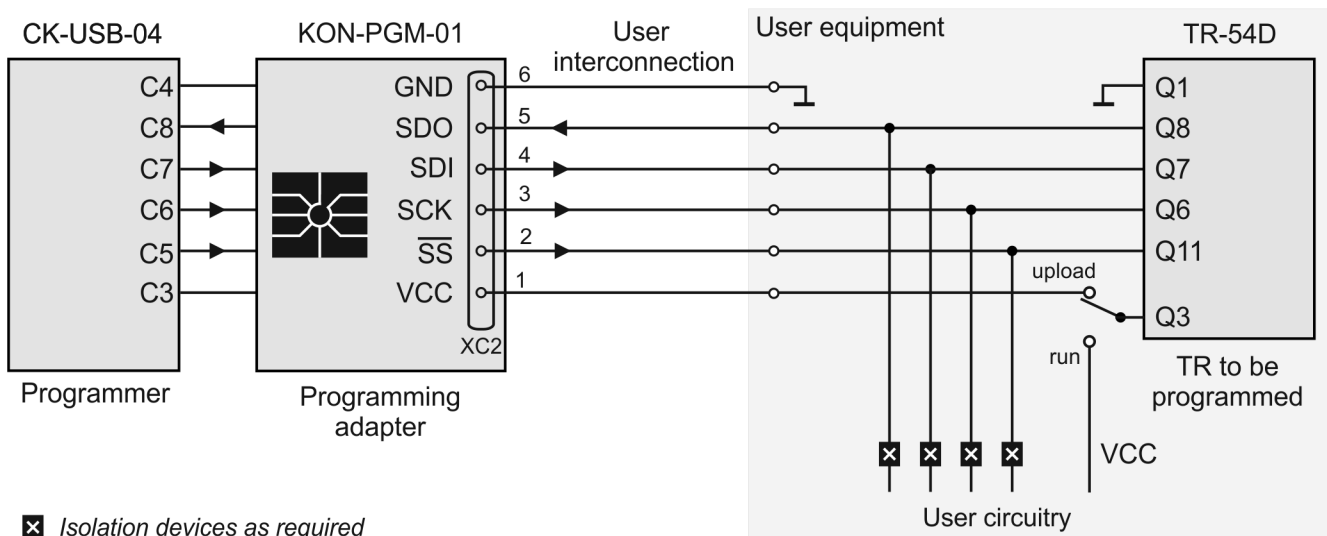 CK-USB-04
KON-PGM-01
User
interconnection
User equipment
TR-54D
C4
GND
6
Q1
C8
SDO
5
Q8
C7
SDI
4
Q7
C6
SCK
3
Q6
C5
SS
2
Q11
upload
C3
VCC
1
Q3
XC2
run
Programmer
Programming
adapter
TR to be
programmed
VCC
User circuitry
Isolation devices as required